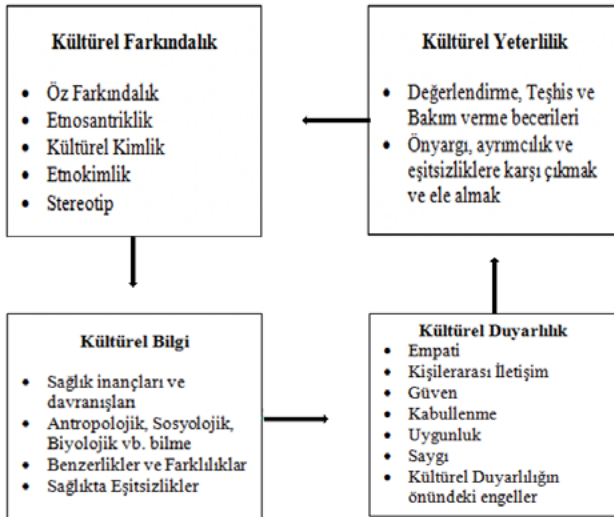 Kültürel Farkındalık
• Öz Farkındalık
• Etnosantriklik
• Kültürel Kimlik
• Etnokimlik
• Stereotip
Kültürel Yeterlilik
• Değerlendirme, Teşhis ve
Bakım verme becerileri
• Önyargı, ayrımcılık ve
eşitsizliklere karşı çıkmak
ve ele almak
Kültürel Bilgi
• Sağlık inançları ve
davranışları
• Antropolojik, Sosyolojik,
Biyolojik vb. bilme
• Benzerlikler ve Farklılıklar
• Sağlıkta Eşitsizlikler
Kültürel Duyarlılık
• Empati
• Kişilerarası İletişim
• Güven
• Kabullenme
• Uygunluk
• Saygı
• Kültürel Duyarlılığın
önündeki engeller